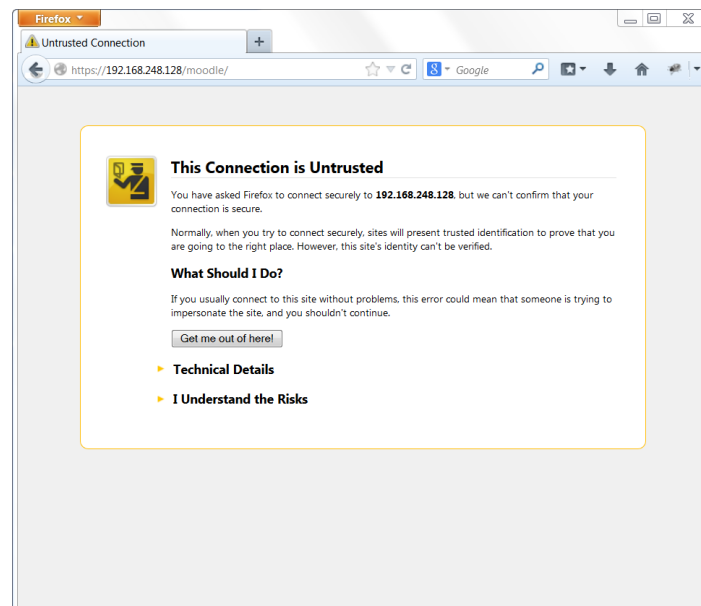 Firefox
Untrusted Connection
https://192.168.248.128/moodle/
Google
This Connection is Untrusted
You have asked Firefox to connect securely to 192.168.248.128, but we can't confirm that your
connection is secure.
Normally, when you try to connect securely, sites will present trusted identification to prove that you
are going to the right place. However, this site's identity can't be verified.
What Should I Do?
If you usually connect to this site without problems, this error could mean that someone is trying to
impersonate the site, and you shouldn't continue.
Get me out of here!
Technical Details
I Understand the Risks